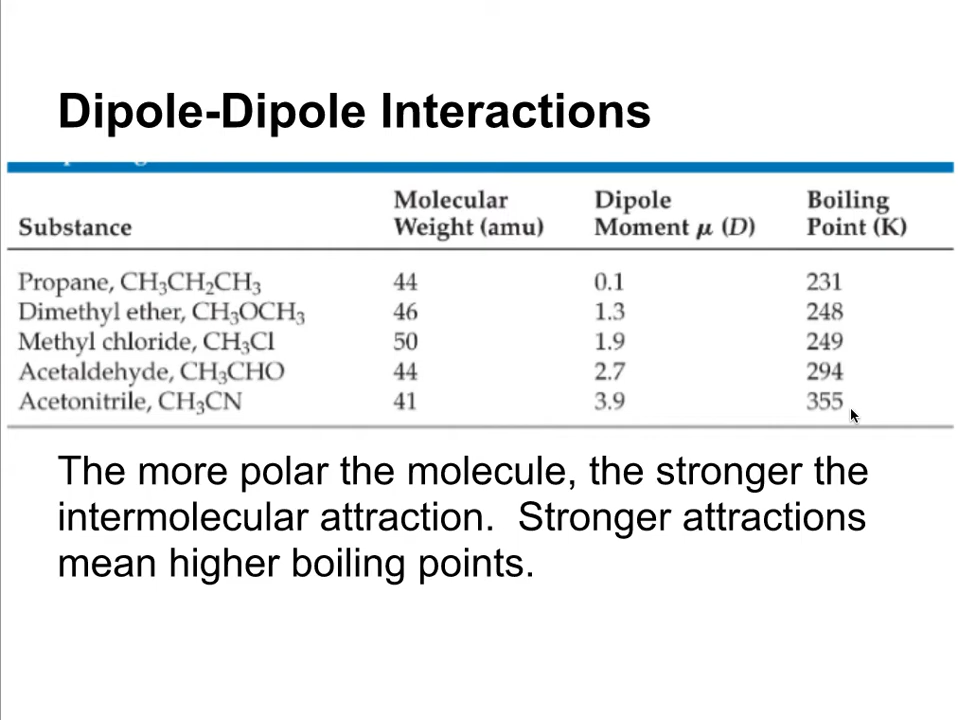 Dipole-Dipole Interactions
Molecular Dipole Boiling
Substance Weight (amu) Moment μ (D) Point (K)
Propane, CH₃CH₂CH₃ 44 0.1 231
Dimethyl ether, CH₃OCH₃ 46 1.3 248
Methyl chloride, CH₃Cl 50 1.9 249
Acetaldehyde, CH₃CHO 44 2.7 294
Acetonitrile, CH₃CN 41 3.9 355
The more polar the molecule, the stronger the
intermolecular attraction. Stronger attractions
mean higher boiling points.